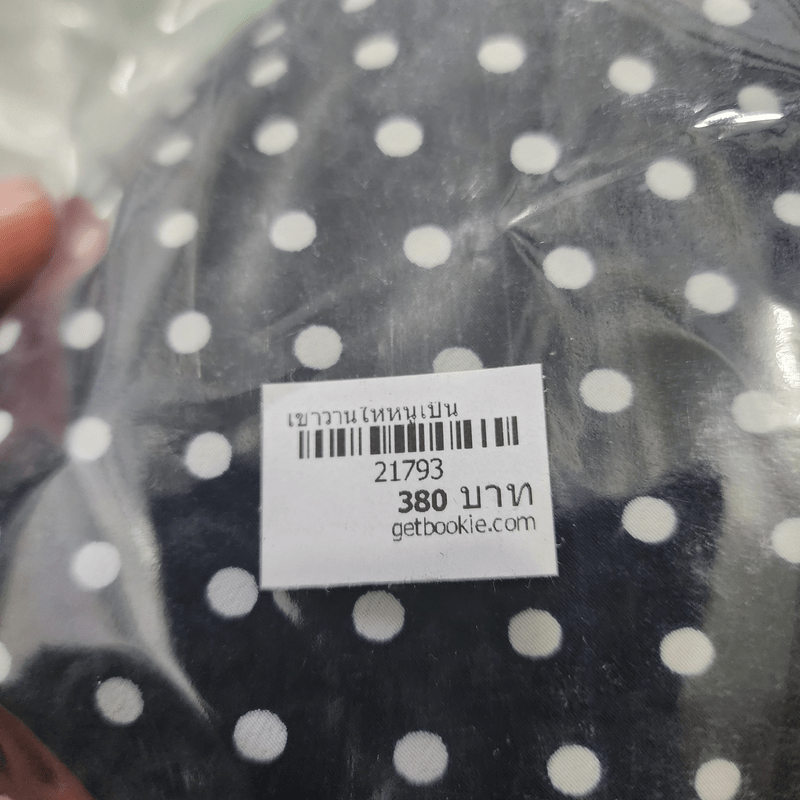 เขาวานให้หนูเป็น
21793
380 บาท
getbookie.com